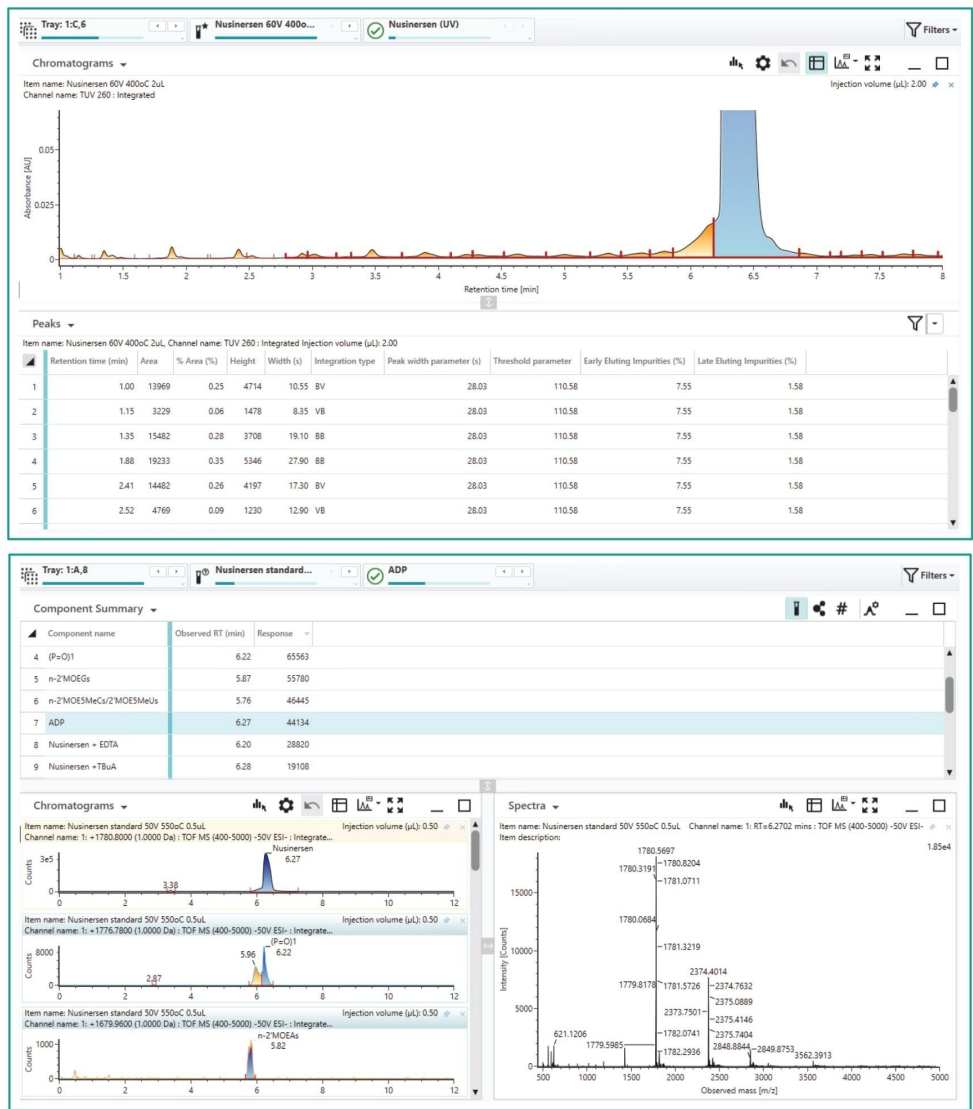 Tray: 1:C,6
Nusinersen 60V 400o...
Nusinersen (UV)
Filters
Chromatograms
Item name: Nusinersen 60V 400oC 2uL
Injection volume (µL): 2.00
Channel name: TUV 260 : Integrated
Absorbance [AU]
0.05
0.025
0
1 1.5 2 2.5 3 3.5 4 4.5 5 5.5 6 6.5 7 7.5 8
Retention time [min]
Peaks
Item name: Nusinersen 60V 400oC 2uL, Channel name: TUV 260 : Integrated Injection volume (µL): 2.00
Retention time (min) Area % Area (%) Height Width (s) Integration type Peak width parameter (s) Threshold parameter Early Eluting Impurities (%) Late Eluting Impurities (%)
1 1.00 13969 0.25 4714 10.55 BV 28.03 110.58 7.55 1.58
2 1.15 3229 0.06 1478 8.35 VB 28.03 110.58 7.55 1.58
3 1.35 15482 0.28 3708 19.10 BB 28.03 110.58 7.55 1.58
4 1.88 19233 0.35 5346 27.90 BB 28.03 110.58 7.55 1.58
5 2.41 14482 0.26 4197 17.30 BV 28.03 110.58 7.55 1.58
6 2.52 4769 0.09 1230 12.90 VB 28.03 110.58 7.55 1.58
Tray: 1:A,8
Nusinersen standard...
ADP
Filters
Component Summary
#
Component name Observed RT (min) Response
4 (P=O)1 6.22 65563
5 n-2'MOEGs 5.87 55780
6 n-2'MOE5MeCs/2'MOE5MeUs 5.76 46445
7 ADP 6.27 44134
8 Nusinersen + EDTA 6.20 28820
9 Nusinersen +TBuA 6.28 19108
Chromatograms
Item name: Nusinersen standard 50V 550oC 0.5uL Injection volume (µL): 0.50
Channel name: 1: +1780.8000 (1.0000 Da) : TOF MS (400-5000) -50V ESI- : Integrate...
Nusinersen
6.27
3.38
Counts
3e5
0
0 2 4 6 8 10 12
Item name: Nusinersen standard 50V 550oC 0.5uL Injection volume (µL): 0.50
Channel name: 1: +1776.7800 (1.0000 Da) : TOF MS (400-5000) -50V ESI- : Integrate...
(P=O)1
6.22
5.96
2.87
Counts
8000
0
0 2 4 6 8 10 12
Item name: Nusinersen standard 50V 550oC 0.5uL Injection volume (µL): 0.50
Channel name: 1: +1679.9600 (1.0000 Da) : TOF MS (400-5000) -50V ESI- : Integrate...
n-2'MOEAs
5.82
Counts
1000
0
0 2 4 6 8 10 12
Spectra
Item name: Nusinersen standard 50V 550oC 0.5uL Channel name: 1: RT=6.2702 mins : TOF MS (400-5000) -50V ESI-
Item description:
1.85e4
1780.5697
1780.8204
1780.3191
1781.0711
1780.0684
1781.3219
2374.4014
1779.8178
1781.5726
2374.7632
2375.0889
2373.7501
2375.4146
1782.0741
2375.7404
621.1206
1779.5985
1782.2936
2848.8844
2849.8753
3562.3913
Intensity [Counts]
15000
10000
5000
0
500 1000 1500 2000 2500 3000 3500 4000 4500 5000
Observed mass [m/z]